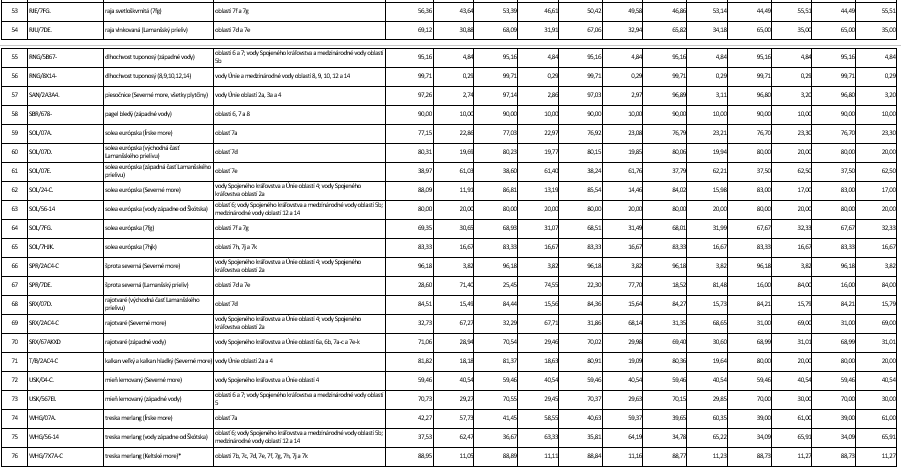 53 RJE/7FG. raja svetloškvrnitá (7fg) oblasti 7f a 7g 56,36 43,64 53,39 46,61 50,42 49,58 46,86 53,14 44,49 55,51 44,49 55,51
54 RJU/7DE. raja vlnkovaná (Lamanšský prieliv) oblasti 7d a 7e 69,12 30,88 68,09 31,91 67,06 32,94 65,82 34,18 65,00 35,00 65,00 35,00
55 RNG/5B67- dlhochvost tuponosý (západné vody) oblasti 6 a 7; vody Spojeného kráľovstva a medzinárodné vody oblasti 5b 95,16 4,84 95,16 4,84 95,16 4,84 95,16 4,84 95,16 4,84 95,16 4,84
56 RNG/8X14- dlhochvost tuponosý (8,9,10,12,14) vody Únie a medzinárodné vody oblasti 8, 9, 10, 12 a 14 99,71 0,29 99,71 0,29 99,71 0,29 99,71 0,29 99,71 0,29 99,71 0,29
57 SAN/2A3A4. piesočnice (Severné more, všetky plytčiny) vody Únie oblastí 2a, 3a a 4 97,26 2,74 97,14 2,86 97,03 2,97 96,89 3,11 96,80 3,20 96,80 3,20
58 SBR/678- pagel bledý (západné vody) oblasti 6, 7 a 8 90,00 10,00 90,00 10,00 90,00 10,00 90,00 10,00 90,00 10,00 90,00 10,00
59 SOL/07A. solea európska (Írske more) oblasť 7a 77,15 22,85 77,03 22,97 76,92 23,08 76,79 23,21 76,70 23,30 76,70 23,30
60 SOL/07D. solea európska (východná časť Lamanšského prielivu) oblasť 7d 80,31 19,69 80,23 19,77 80,15 19,85 80,06 19,94 80,00 20,00 80,00 20,00
61 SOL/07E. solea európska (západná časť Lamanšského prielivu) oblasť 7e 38,97 61,03 38,60 61,40 38,24 61,76 37,79 62,21 37,50 62,50 37,50 62,50
62 SOL/24-C. solea európska (Severné more) vody Spojeného kráľovstva a Únie oblasti 4; vody Spojeného kráľovstva oblasti 2a 88,09 11,91 86,81 13,19 85,54 14,46 84,02 15,98 83,00 17,00 83,00 17,00
63 SOL/56-14 solea európska (vody západne od Škótska) oblasť 6; vody Spojeného kráľovstva a medzinárodné vody oblasti 5b; medzinárodné vody oblastí 12 a 14 80,00 20,00 80,00 20,00 80,00 20,00 80,00 20,00 80,00 20,00 80,00 20,00
64 SOL/7FG. solea európska (7fg) oblasti 7f a 7g 69,35 30,65 68,93 31,07 68,51 31,49 68,01 31,99 67,67 32,33 67,67 32,33
65 SOL/7HJK. solea európska (7hjk) oblasti 7h, 7j a 7k 83,33 16,67 83,33 16,67 83,33 16,67 83,33 16,67 83,33 16,67 83,33 16,67
66 SPR/2AC4-C šprota severná (Severné more) vody Spojeného kráľovstva a Únie oblasti 4; vody Spojeného kráľovstva oblasti 2a 96,18 3,82 96,18 3,82 96,18 3,82 96,18 3,82 96,18 3,82 96,18 3,82
67 SPR/7DE. šprota severná (Lamanšský prieliv) oblasti 7d a 7e 28,60 71,40 25,45 74,55 22,30 77,70 18,52 81,48 16,00 84,00 16,00 84,00
68 SRX/07D. rajotvaré (východná časť Lamanšského prielivu) oblasť 7d 84,51 15,49 84,44 15,56 84,36 15,64 84,27 15,73 84,21 15,79 84,21 15,79
69 SRX/2AC4-C rajotvaré (Severné more) vody Spojeného kráľovstva a Únie oblasti 4; vody Spojeného kráľovstva oblasti 2a 32,73 67,27 32,29 67,71 31,86 68,14 31,35 68,65 31,00 69,00 31,00 69,00
70 SRX/67AKXD rajotvaré (západné vody) vody Spojeného kráľovstva a Únie oblastí 6a, 6b, 7a-c a 7e-k 71,06 28,94 70,54 29,46 70,02 29,98 69,40 30,60 68,99 31,01 68,99 31,01
71 T/B/2AC4-C kalkan veľký a kalkan hladký (Severné more) vody Únie oblastí 2a a 4 81,82 18,18 81,37 18,63 80,91 19,09 80,36 19,64 80,00 20,00 80,00 20,00
72 USK/04-C. mieň lemovaný (Severné more) vody Spojeného kráľovstva a Únie oblasti 4 59,46 40,54 59,46 40,54 59,46 40,54 59,46 40,54 59,46 40,54 59,46 40,54
73 USK/567EI. mieň lemovaný (západné vody) oblasti 6 a 7; vody Spojeného kráľovstva a medzinárodné vody oblasti 5 70,73 29,27 70,55 29,45 70,37 29,63 70,15 29,85 70,00 30,00 70,00 30,00
74 WHG/07A. treska merlang (Írske more) oblasť 7a 42,27 57,73 41,45 58,55 40,63 59,37 39,65 60,35 39,00 61,00 39,00 61,00
75 WHG/56-14 treska merlang (vody západne od Škótska) oblasť 6; vody Spojeného kráľovstva a medzinárodné vody oblasti 5b; medzinárodné vody oblastí 12 a 14 37,53 62,47 36,67 63,33 35,81 64,19 34,78 65,22 34,09 65,91 34,09 65,91
76 WHG/7X7A-C treska merlang (Keltské more)* oblasti 7b, 7c, 7d, 7e, 7f, 7g, 7h, 7j a 7k 88,95 11,05 88,89 11,11 88,84 11,16 88,77 11,23 88,73 11,27 88,73 11,27